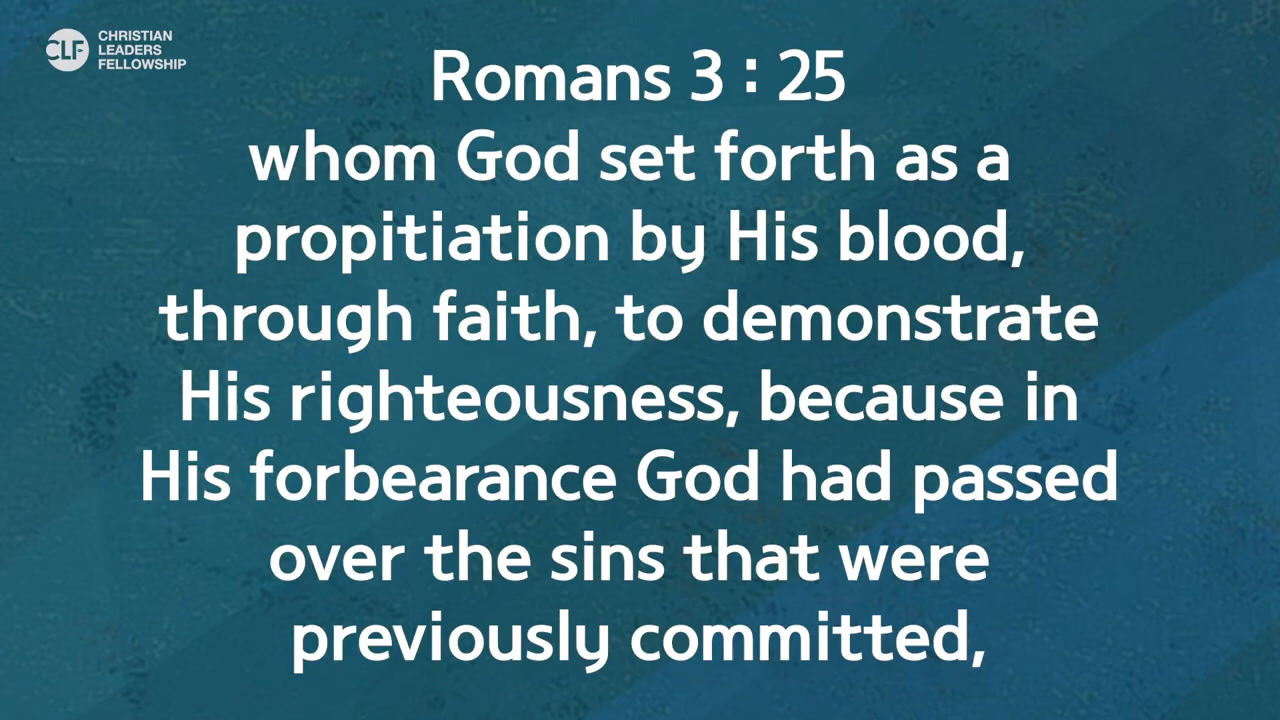 CLF
CHRISTIAN
LEADERS
FELLOWSHIP
Romans 3 : 25
whom God set forth as a
propitiation by His blood,
through faith, to demonstrate
His righteousness, because in
His forbearance God had passed
over the sins that were
previously committed,